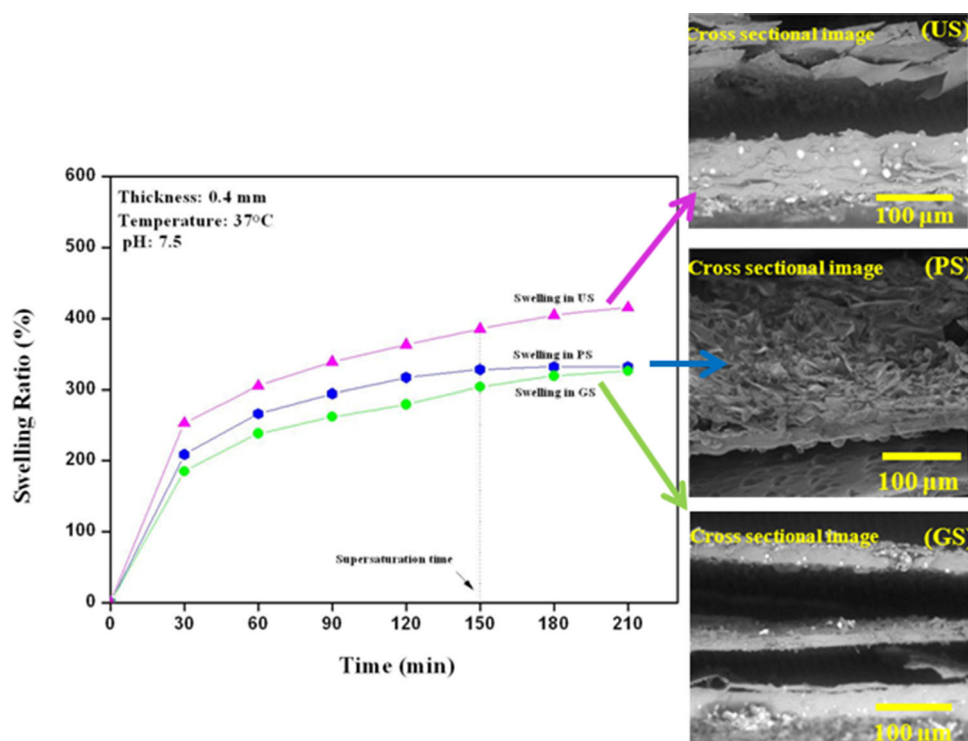 Thickness: 0.4 mm
Temperature: 37°C
pH: 7.5
Swelling Ratio (%)
600
500
400
300
200
100
0
Swelling in US
Swelling in PS
Swelling in GS
Supersaturation time
0 30 60 90 120 150 180 210
Time (min)
Cross sectional image (US)
100 µm
Cross sectional image (PS)
100 µm
Cross sectional image (GS)
100 µm